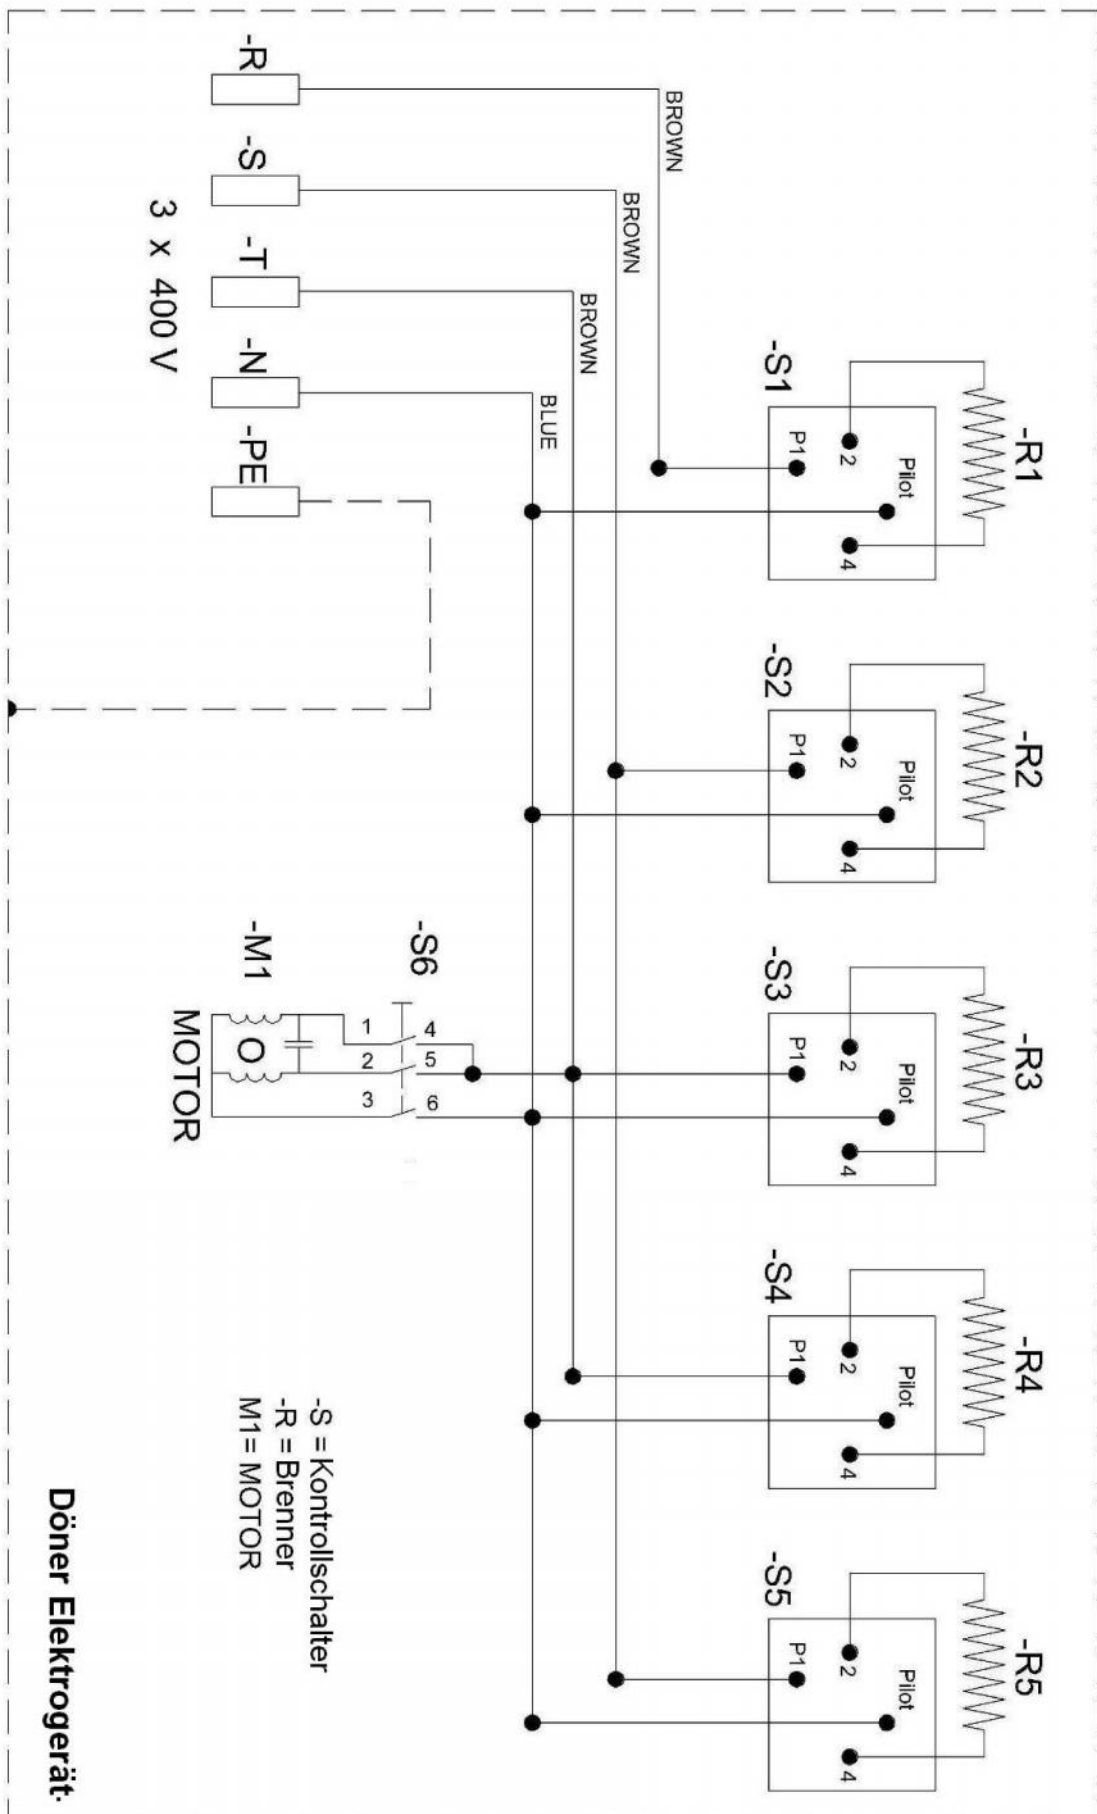 -R1
-R2
-R3
-R4
-R5
Pilot
2
4
P1
Pilot
2
4
P1
Pilot
2
4
P1
Pilot
2
4
P1
Pilot
2
4
P1
-S1
-S2
-S3
-S4
-S5
BROWN
BROWN
BROWN
BLUE
-R
-S
-T
-N
-PE
3 x 400 V
-S6
4
5
6
1
2
3
-M1
O
MOTOR
-S = Kontrollschalter
-R = Brenner
M1= MOTOR
Döner Elektrogerät-